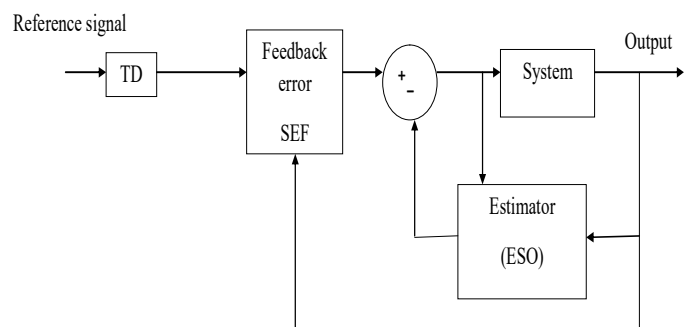 Reference signal
TD
Feedback
error
SEF
+
-
System
Output
Estimator
(ESO)